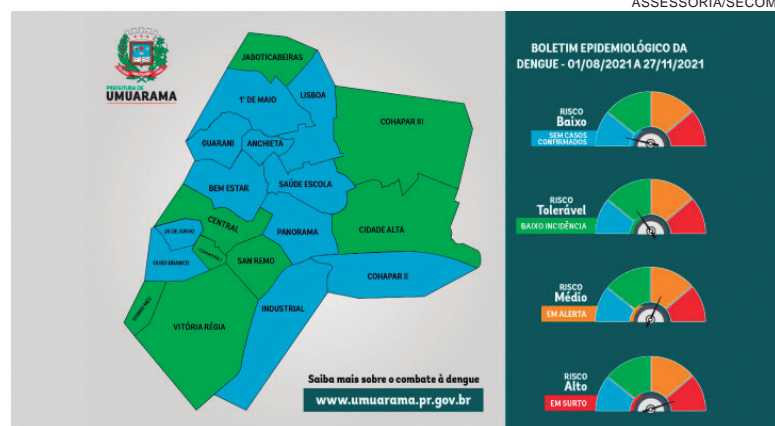 ASSESSORIA/SECOM
PREFEITURA DE
UMUARAMA
JABOTICABEIRAS
LISBOA
1º DE MAIO
COHAPAR III
GUARANI
ANCHIETA
BEM ESTAR
SAÚDE ESCOLA
CENTRAL
26 DE JUNHO
PANORAMA
CIDADE ALTA
OURO BRANCO
COHAPAR I
SAN REMO
COHAPAR II
INDUSTRIAL
VITÓRIA RÉGIA
Saiba mais sobre o combate à dengue
www.umuarama.pr.gov.br
BOLETIM EPIDEMIOLÓGICO DA
DENGUE - 01/08/2021 A 27/11/2021
RISCO
Baixo
SEM CASOS
CONFIRMADOS
RISCO
Tolerável
BAIXO INCIDÊNCIA
RISCO
Médio
EM ALERTA
RISCO
Alto
EM SURTO